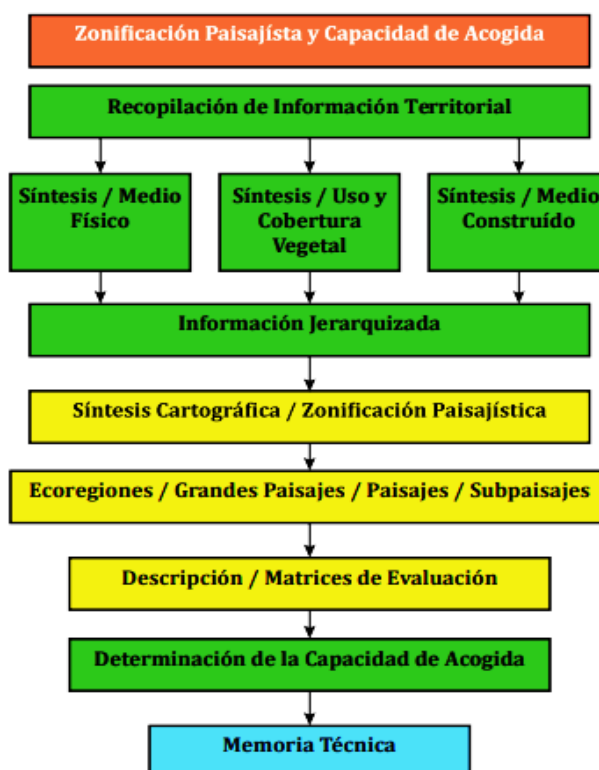 Zonificación Paisajísta y Capacidad de Acogida
Recopilación de Información Territorial
Síntesis / Medio
Físico
Síntesis / Uso y
Cobertura
Vegetal
Síntesis / Medio
Construído
Información Jerarquizada
Síntesis Cartográfica / Zonificación Paisajística
Ecoregiones / Grandes Paisajes / Paisajes / Subpaisajes
Descripción / Matrices de Evaluación
Determinación de la Capacidad de Acogida
Memoria Técnica